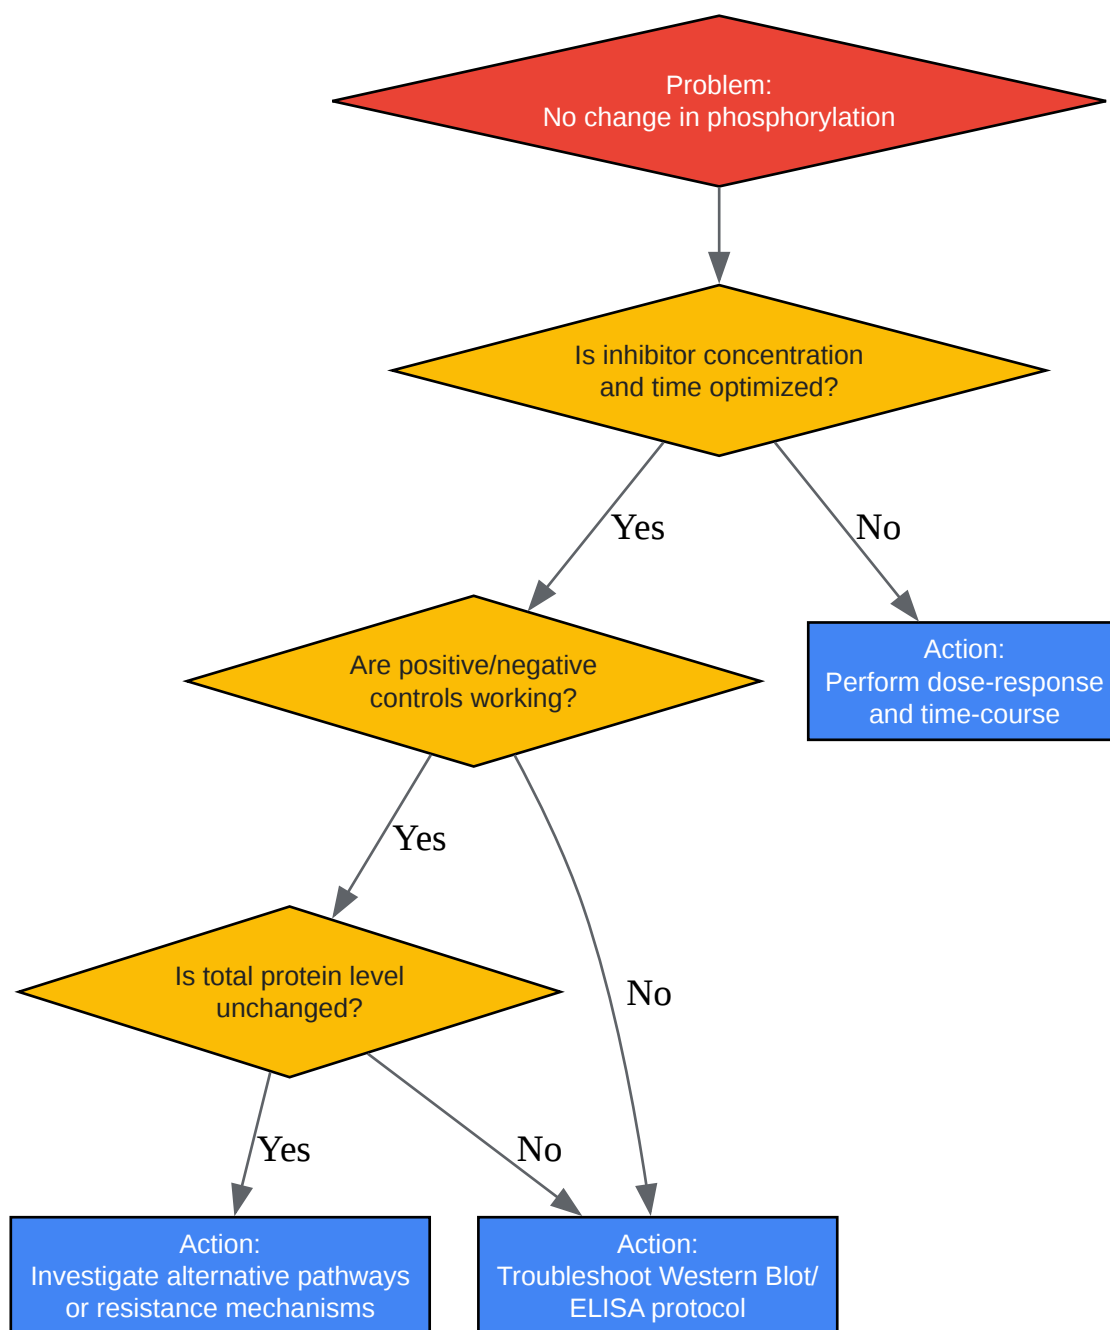 Problem:
No change in phosphorylation
Is inhibitor concentration
and time optimized?
Yes
No
Are positive/negative
controls working?
Action:
Perform dose-response
and time-course
Yes
Is total protein level
unchanged?
No
Yes
No
Action:
Investigate alternative pathways
or resistance mechanisms
Action:
Troubleshoot Western Blot/
ELISA protocol